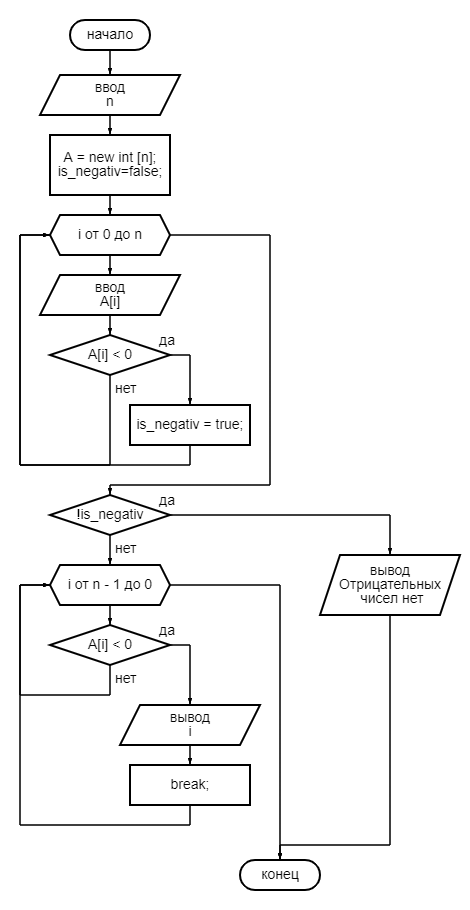 начало
ввод
n
A = new int [n];
is_negativ=false;
i от 0 до n
ввод
A[i]
да
A[i] < 0
нет
is_negativ = true;
да
!is_negativ
нет
вывод
Отрицательных
чисел нет
i от n - 1 до 0
да
A[i] < 0
нет
вывод
i
break;
конец